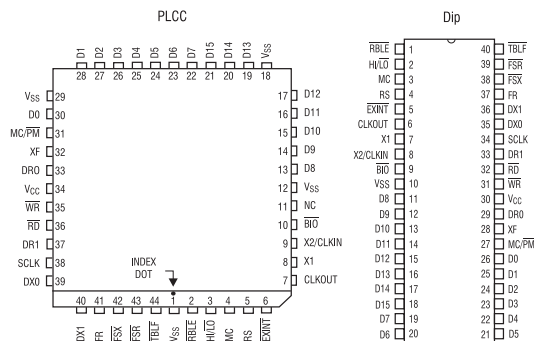 PLCC
D1 D2 D3 D4 D5 D6 D7 D15 D14 D13 VSS
28 27 26 25 24 23 22 21 20 19 18
VSS 29
D0 30
MC/PM 31
XF 32
DR0 33
VCC 34
WR 35
RD 36
DR1 37
SCLK 38
DX0 39
17 D12
16 D11
15 D10
14 D9
13 D8
12 VSS
11 NC
10 BIO
9 X2/CLKIN
8 X1
7 CLKOUT
INDEX
DOT
40 41 42 43 44 1 2 3 4 5 6
DX1 FR FSX FSR TBLF VSS RBLE HI/LO MC RS EXINT
Dip
RBLE 1 40 TBLF
HI/LO 2 39 FSR
MC 3 38 FSX
RS 4 37 FR
EXINT 5 36 DX1
CLKOUT 6 35 DX0
X1 7 34 SCLK
X2/CLKIN 8 33 DR1
BIO 9 32 RD
VSS 10 31 WR
D8 11 30 VCC
D9 12 29 DR0
D10 13 28 XF
D11 14 27 MC/PM
D12 15 26 D0
D13 16 25 D1
D14 17 24 D2
D15 18 23 D3
D7 19 22 D4
D6 20 21 D5